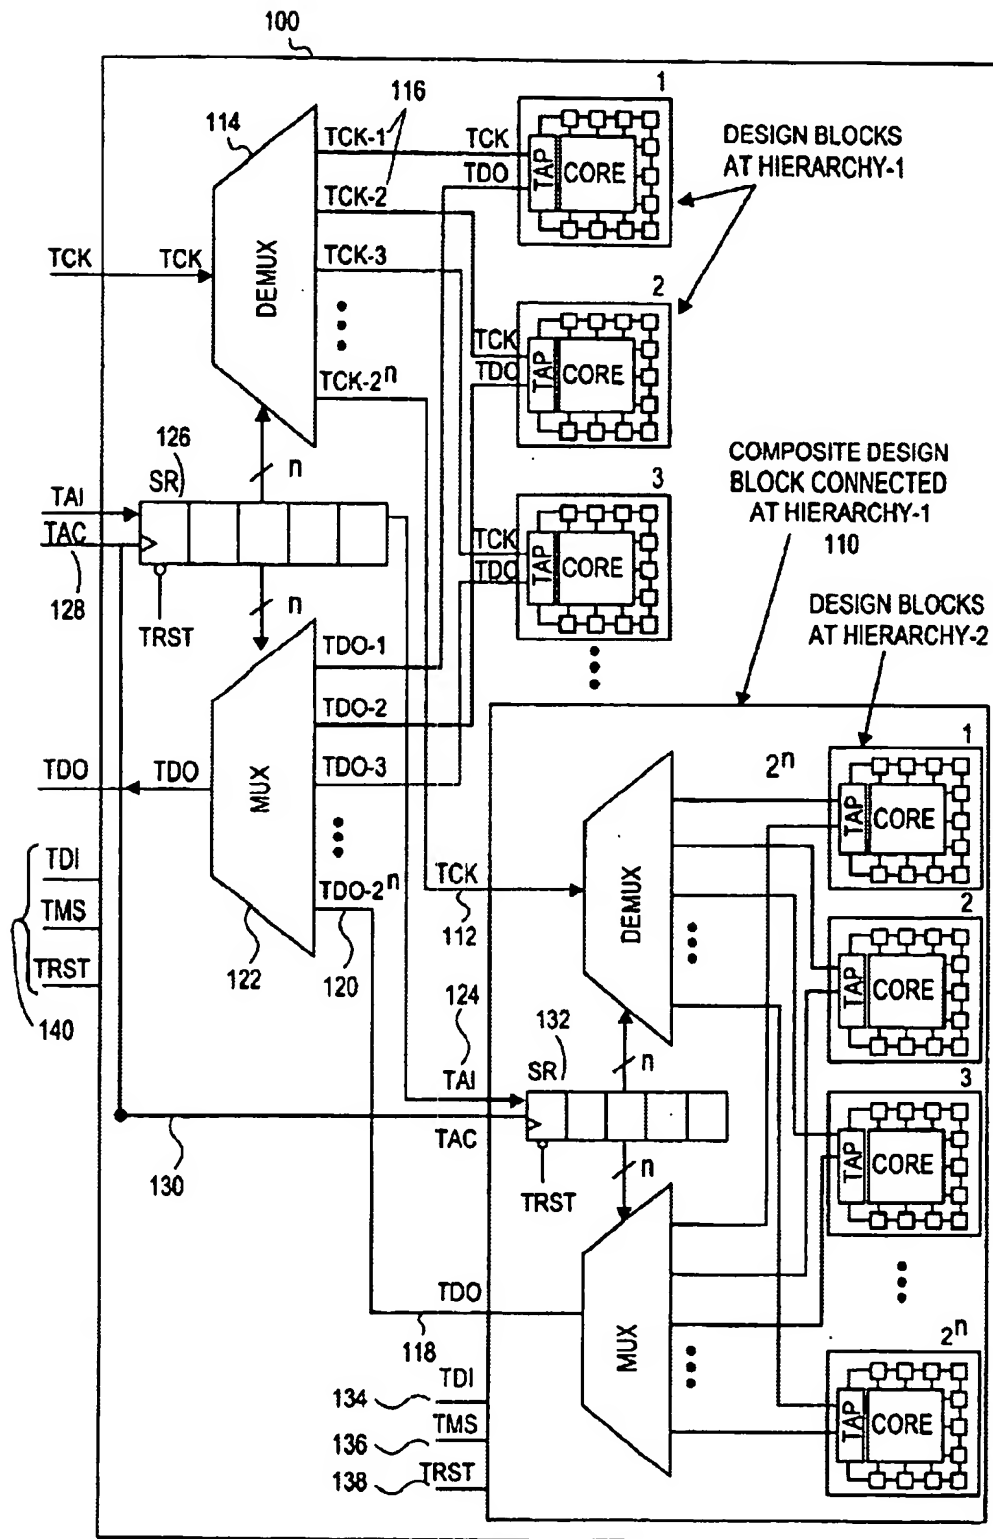 100
114
116
TCK-1
TCK
TDO
TAP
CORE
1
DESIGN BLOCKS
AT HIERARCHY-1
TCK-2
TCK
TCK
DEMUX
TCK-3
TCK-2ⁿ
2
TCK
TDO
TAP
CORE
126
SR
n
TAI
TAC
128
TRST
n
3
TCK
TDO
TAP
CORE
COMPOSITE DESIGN
BLOCK CONNECTED
AT HIERARCHY-1
110
DESIGN BLOCKS
AT HIERARCHY-2
TDO-1
TDO-2
TDO-3
TDO-2ⁿ
TDO
TDO
MUX
122
120
TDI
TMS
TRST
140
TCK
112
DEMUX
2ⁿ
1
TAP
CORE
2
TAP
CORE
124
TAI
132
SR
n
TAC
130
TRST
n
3
TAP
CORE
TDO
118
MUX
2ⁿ
TAP
CORE
TDI
134
TMS
136
TRST
138